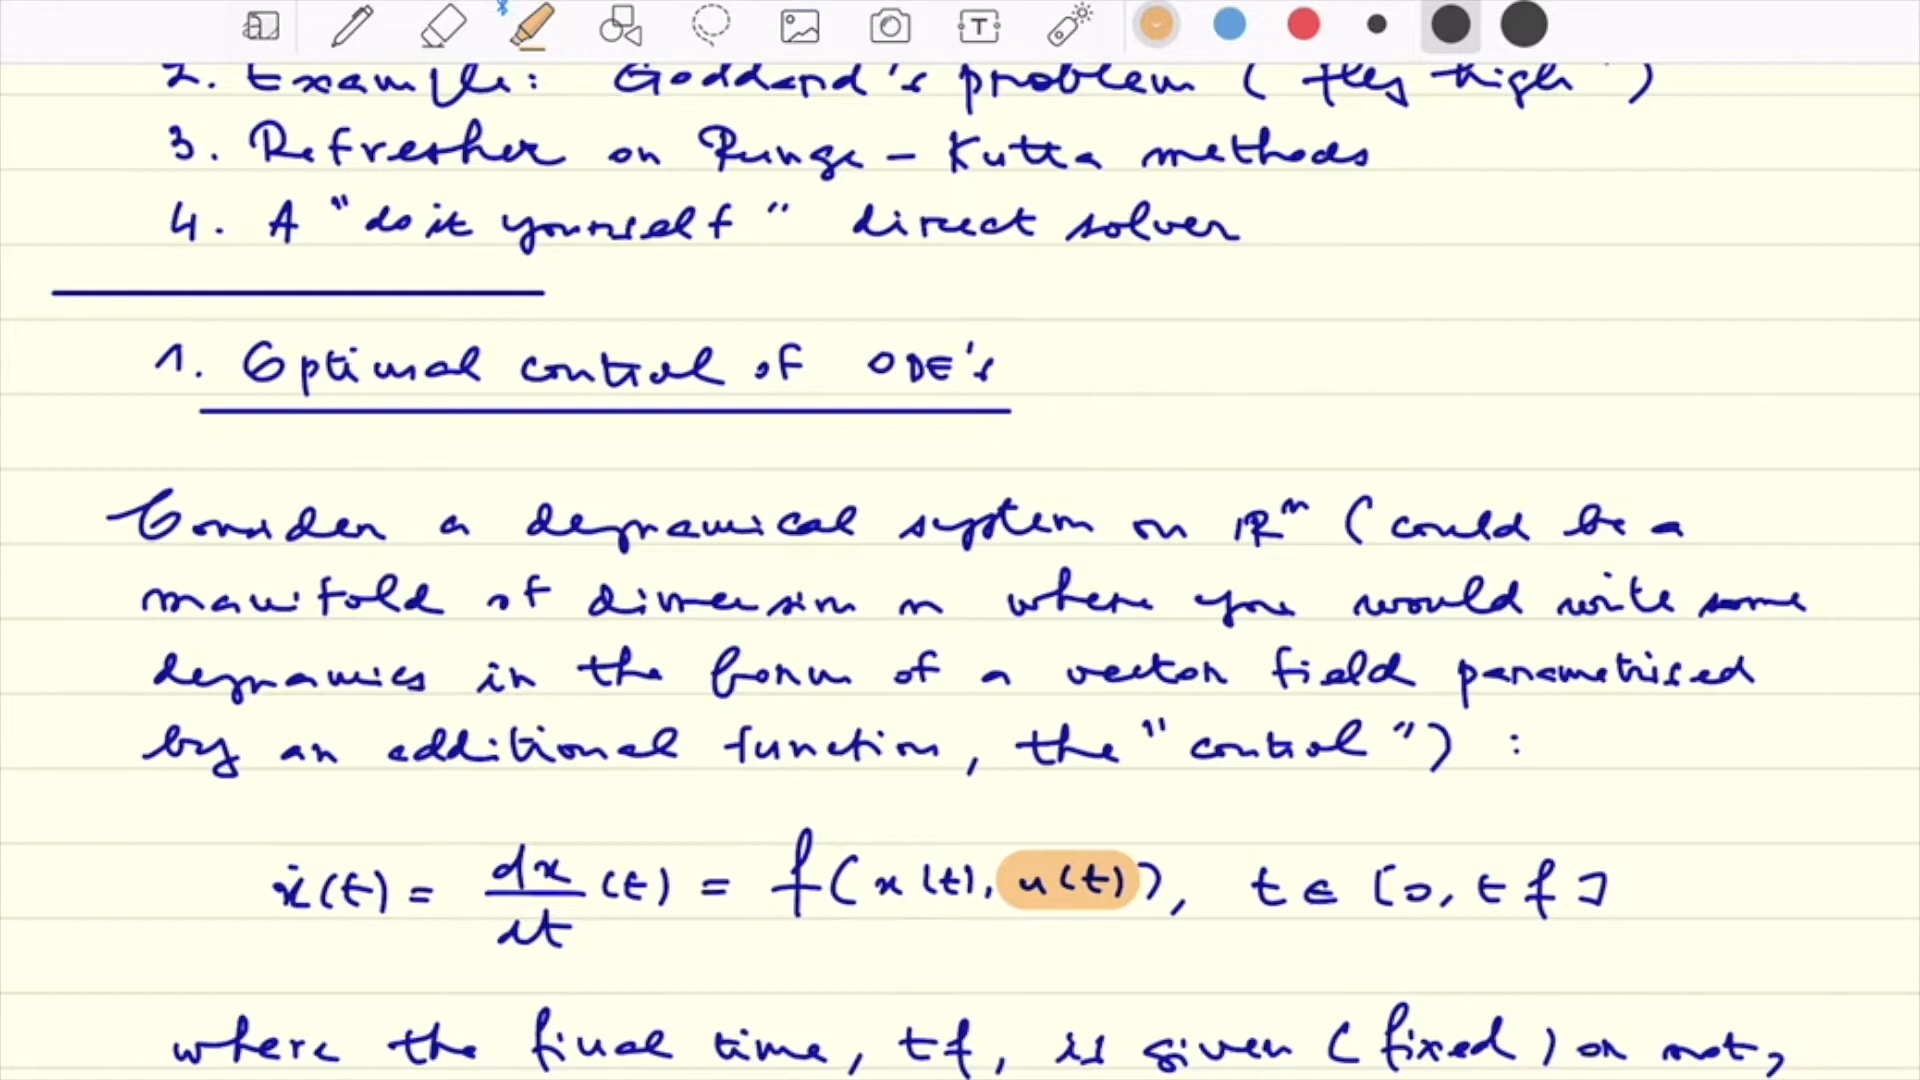 2. Example: Goddard's problem ("fly high")
3. Refresher on Runge-Kutta methods
4. A "do it yourself" direct solver
1. Optimal control of ODE's
Consider a dynamical system on ℝⁿ (could be a
manifold of dimension n where you would write some
dynamics in the form of a vector field parametrised
by an additional function, the "control") :
ẋ(t) = dx/dt (t) = f(x(t), u(t)), t ∈ [0, tf]
where the final time, tf, is given (fixed) or not,